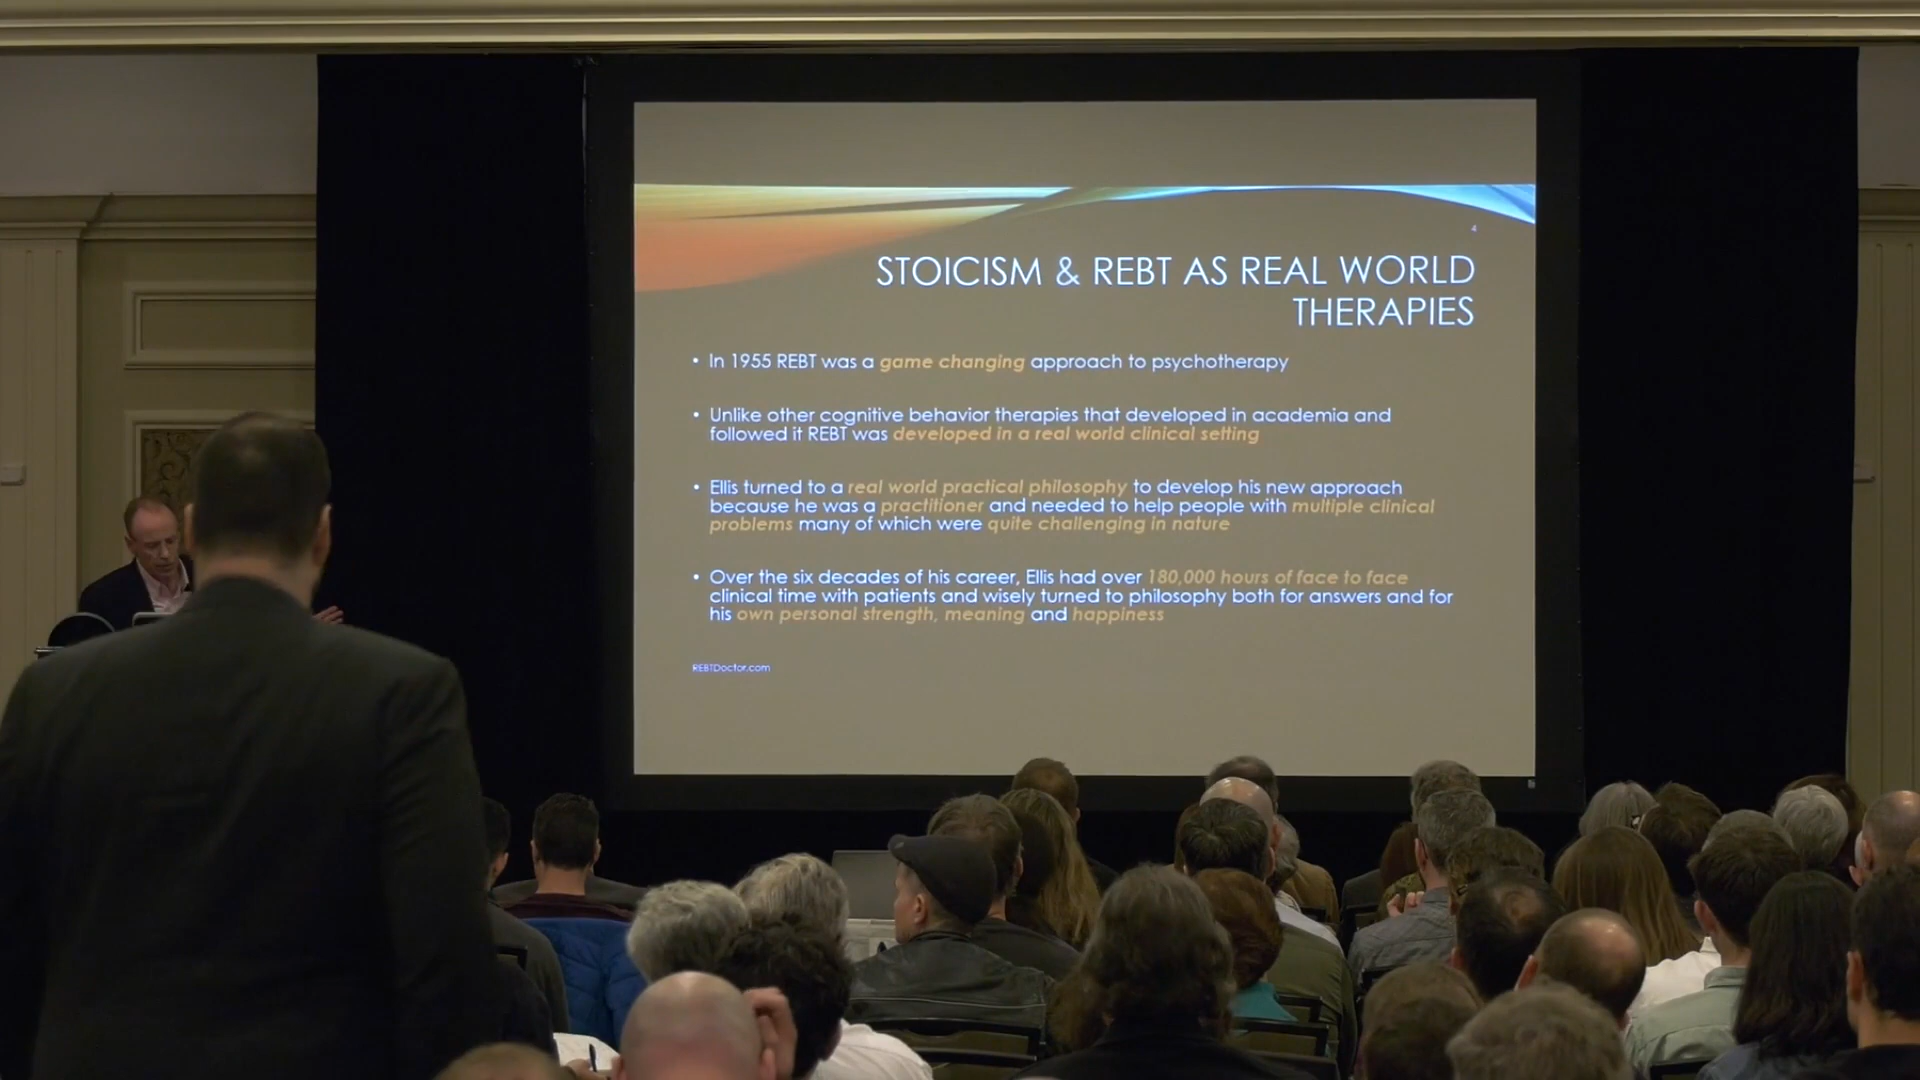 4
STOICISM & REBT AS REAL WORLD
THERAPIES
• In 1955 REBT was a game changing approach to psychotherapy
• Unlike other cognitive behavior therapies that developed in academia and
followed it REBT was developed in a real world clinical setting
• Ellis turned to a real world practical philosophy to develop his new approach
because he was a practitioner and needed to help people with multiple clinical
problems many of which were quite challenging in nature
• Over the six decades of his career, Ellis had over 180,000 hours of face to face
clinical time with patients and wisely turned to philosophy both for answers and for
his own personal strength, meaning and happiness
REBTDoctor.com